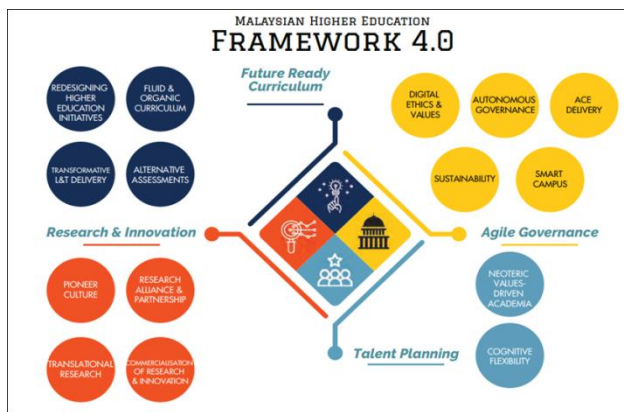 MALAYSIAN HIGHER EDUCATION
FRAMEWORK 4.0
Future Ready
Curriculum
REDESIGNING
HIGHER
EDUCATION
INITIATIVES
FLUID &
ORGANIC
CURRICULUM
TRANSFORMATIVE
L&T DELIVERY
ALTERNATIVE
ASSESSMENTS
DIGITAL
ETHICS &
VALUES
AUTONOMOUS
GOVERNANCE
ACE
DELIVERY
SUSTAINABILITY
SMART
CAMPUS
Research & Innovation
Agile Governance
PIONEER
CULTURE
RESEARCH
ALLIANCE &
PARTNERSHIP
TRANSLATIONAL
RESEARCH
COMMERCIALISATION
OF RESEARCH
& INNOVATION
NEOTERIC
VALUES-
DRIVEN
ACADEMIA
COGNITIVE
FLEXIBILITY
Talent Planning